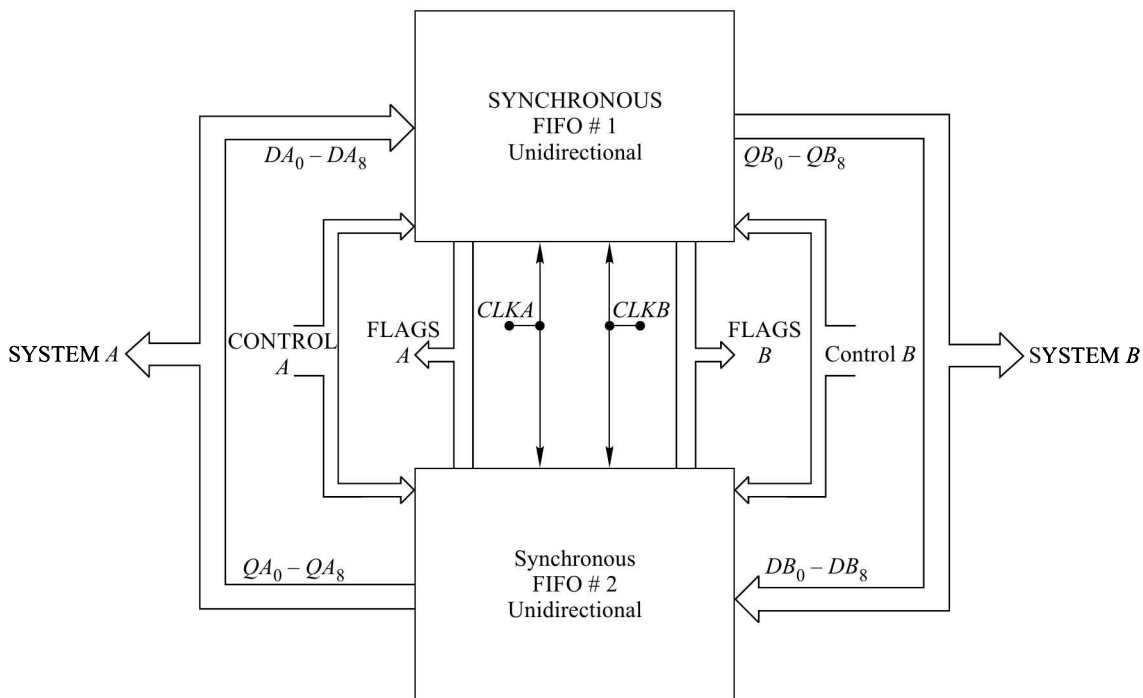 SYNCHRONOUS
FIFO # 1
Unidirectional
DA₀ – DA₈
QB₀ – QB₈
CLKA
CLKB
SYSTEM A
CONTROL
A
FLAGS
A
FLAGS
B
Control B
SYSTEM B
QA₀ – QA₈
Synchronous
FIFO # 2
Unidirectional
DB₀ – DB₈